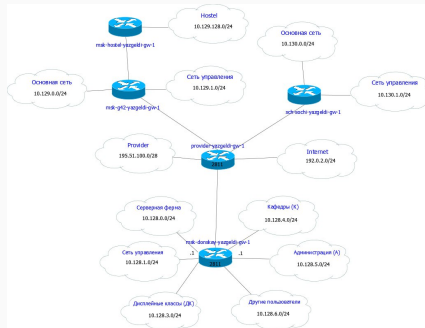 Hostel
10.129.128.0/24
msk-hostel-yazgeldi-gw-1
Основная сеть
10.130.0.0/24
Основная сеть
10.129.0.0/24
Сеть управления
10.129.1.0/24
Сеть управления
10.130.1.0/24
msk-q42-yazgeldi-gw-1
sch-sochi-yazgeldi-gw-1
Provider
195.51.100.0/28
provider-yazgeldi-gw-1
2811
Internet
192.0.2.0/24
Серверная ферма
10.128.0.0/24
Кафедры (К)
10.128.4.0/24
msk-donskay-yazgeldi-gw-1
Сеть управления
10.128.1.0/24
.1
.1
2811
Администрация (А)
10.128.5.0/24
Дисплейные классы (ДК)
10.128.3.0/24
Другие пользователи
10.128.6.0/24